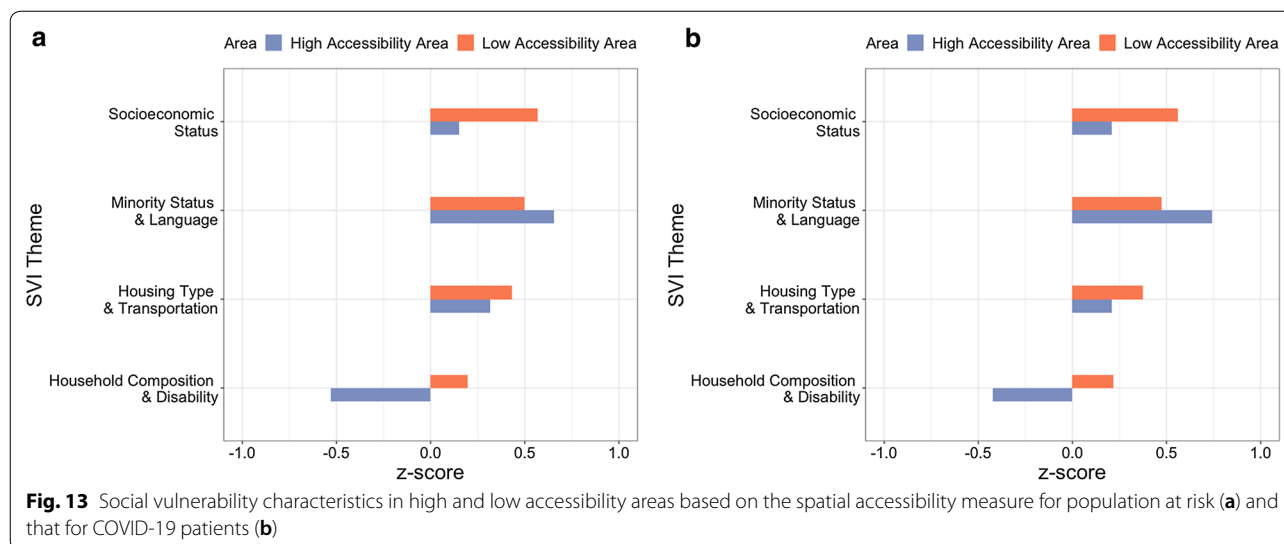 a
Area High Accessibility Area Low Accessibility Area
SVI Theme
Socioeconomic
Status
Minority Status
& Language
Housing Type
& Transportation
Household Composition
& Disability
-1.0 -0.5 0.0 0.5 1.0
z-score
b
Area High Accessibility Area Low Accessibility Area
SVI Theme
Socioeconomic
Status
Minority Status
& Language
Housing Type
& Transportation
Household Composition
& Disability
-1.0 -0.5 0.0 0.5 1.0
z-score
Fig. 13 Social vulnerability characteristics in high and low accessibility areas based on the spatial accessibility measure for population at risk (a) and
that for COVID-19 patients (b)